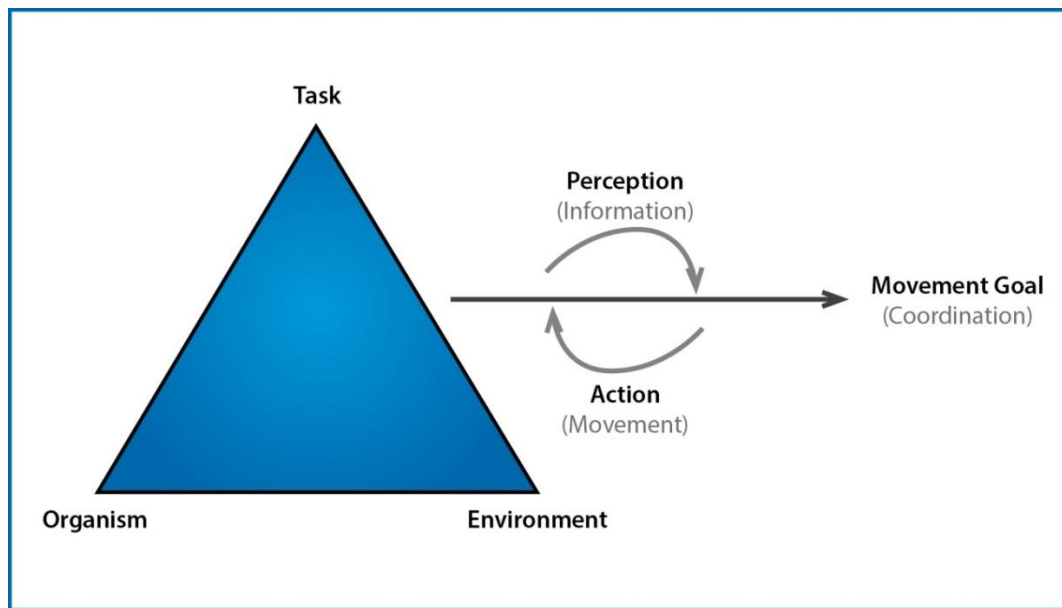 Task
Perception
(Information)
Movement Goal
(Coordination)
Action
(Movement)
Organism
Environment